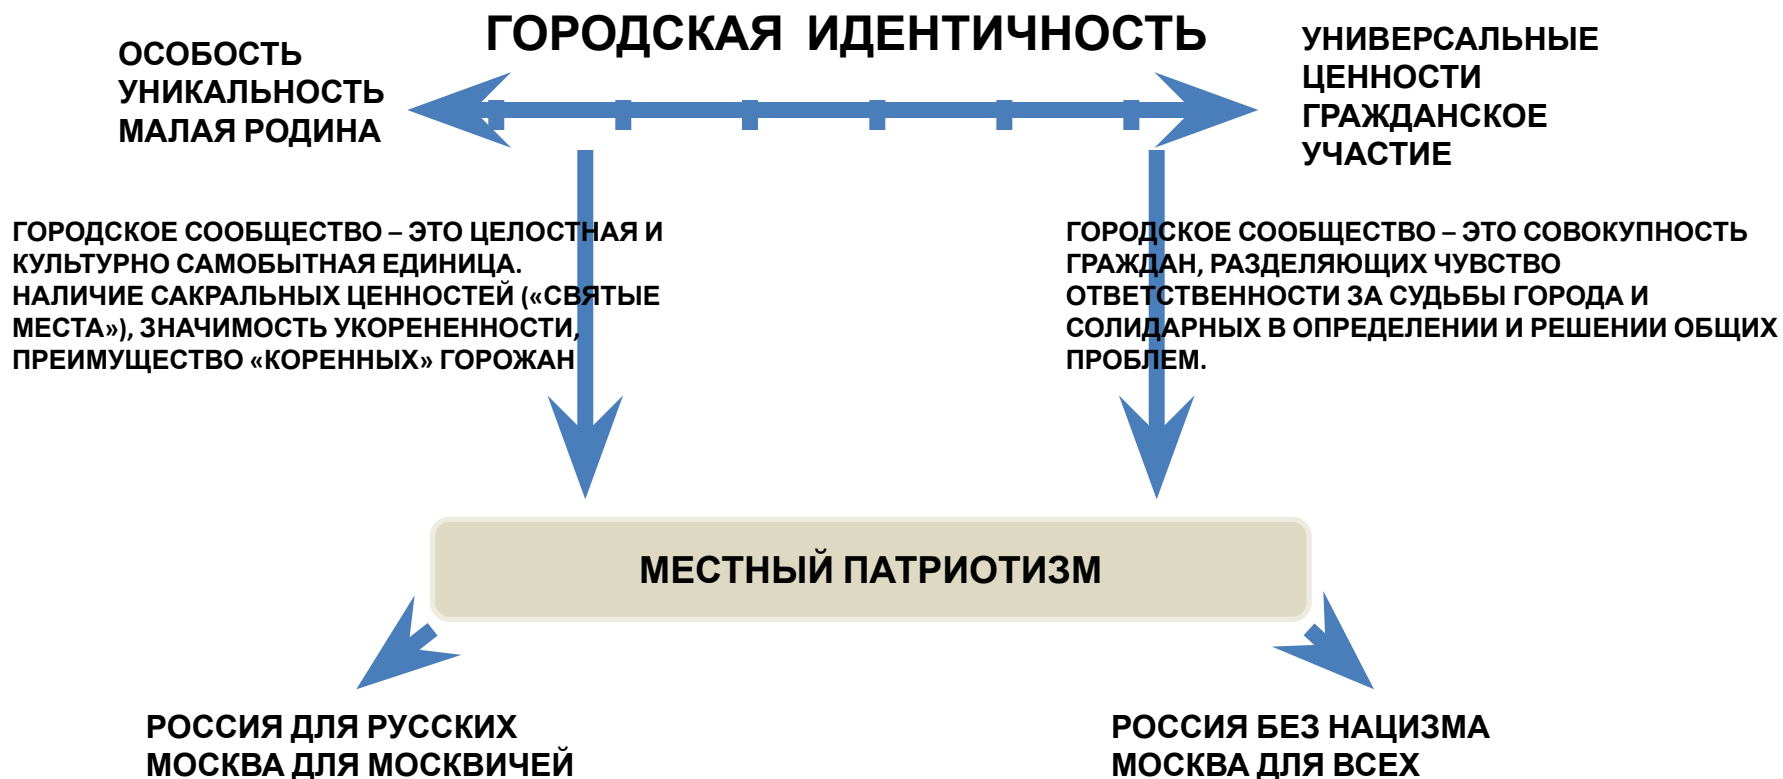 ГОРОДСКАЯ ИДЕНТИЧНОСТЬ
ОСОБОСТЬ
УНИКАЛЬНОСТЬ
МАЛАЯ РОДИНА
УНИВЕРСАЛЬНЫЕ
ЦЕННОСТИ
ГРАЖДАНСКОЕ
УЧАСТИЕ
ГОРОДСКОЕ СООБЩЕСТВО – ЭТО ЦЕЛОСТНАЯ И
КУЛЬТУРНО САМОБЫТНАЯ ЕДИНИЦА.
НАЛИЧИЕ САКРАЛЬНЫХ ЦЕННОСТЕЙ («СВЯТЫЕ
МЕСТА»), ЗНАЧИМОСТЬ УКОРЕНЕННОСТИ,
ПРЕИМУЩЕСТВО «КОРЕННЫХ» ГОРОЖАН
ГОРОДСКОЕ СООБЩЕСТВО – ЭТО СОВОКУПНОСТЬ
ГРАЖДАН, РАЗДЕЛЯЮЩИХ ЧУВСТВО
ОТВЕТСТВЕННОСТИ ЗА СУДЬБЫ ГОРОДА И
СОЛИДАРНЫХ В ОПРЕДЕЛЕНИИ И РЕШЕНИИ ОБЩИХ
ПРОБЛЕМ.
МЕСТНЫЙ ПАТРИОТИЗМ
РОССИЯ ДЛЯ РУССКИХ
МОСКВА ДЛЯ МОСКВИЧЕЙ
РОССИЯ БЕЗ НАЦИЗМА
МОСКВА ДЛЯ ВСЕХ